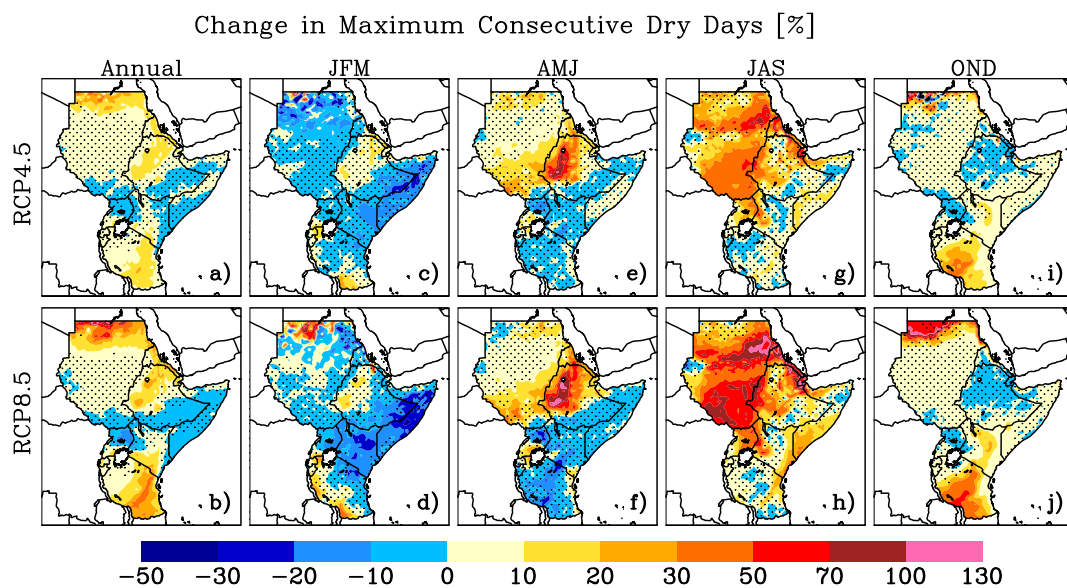 Change in Maximum Consecutive Dry Days [%]
Annual JFM AMJ JAS OND
RCP4.5
a) c) e) g) i)
RCP8.5
b) d) f) h) j)
−50 −30 −20 −10 0 10 20 30 50 70 100 130